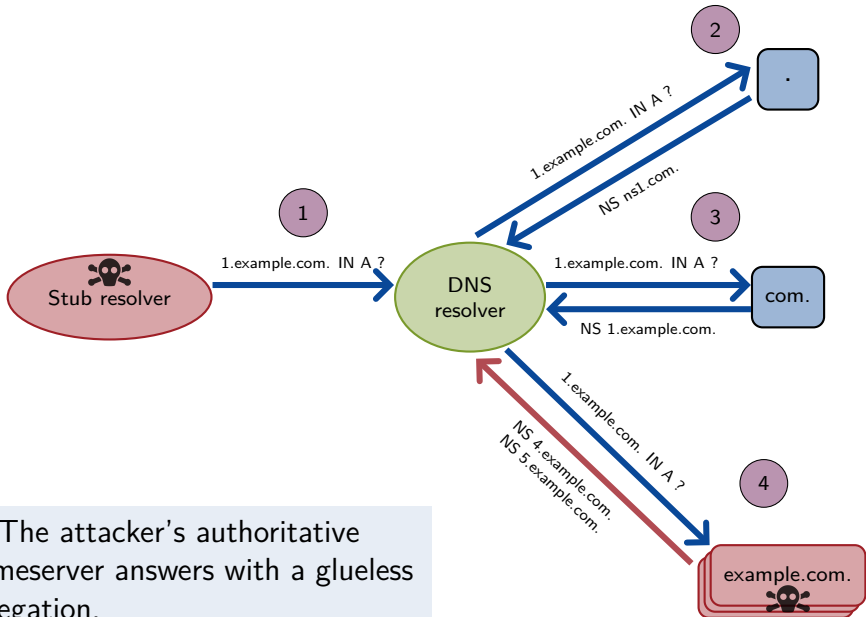 2
.
1.example.com. IN A ?
NS ns1.com.
1
3
1.example.com. IN A ?
1.example.com. IN A ?
Stub resolver
DNS
resolver
com.
NS 1.example.com.
1.example.com. IN A ?
NS 4.example.com.
NS 5.example.com.
4
The attacker's authoritative
meserver answers with a glueless
egation.
example.com.